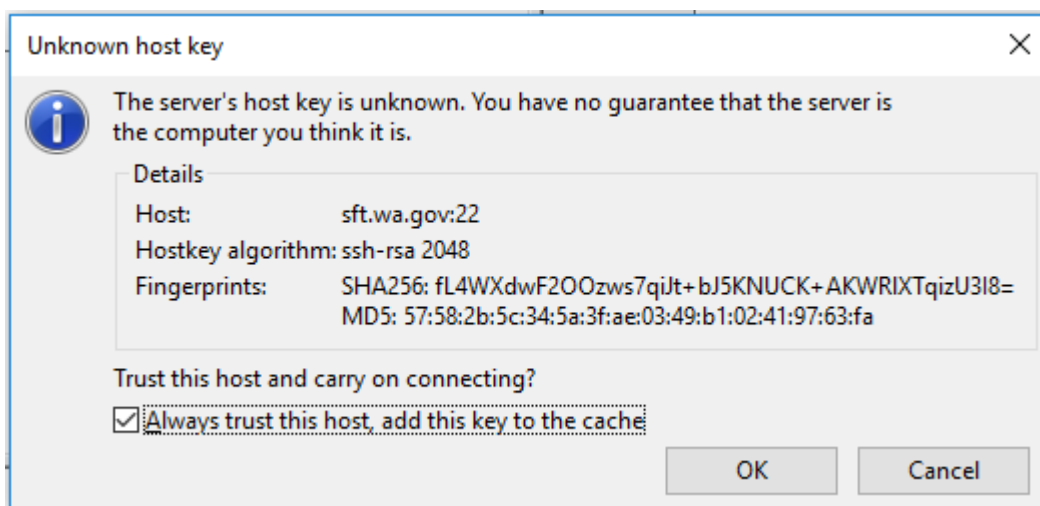 Unknown host key
The server's host key is unknown. You have no guarantee that the server is
the computer you think it is.
Details
Host: sft.wa.gov:22
Hostkey algorithm: ssh-rsa 2048
Fingerprints: SHA256: fL4WXdwF2OOzws7qiJt+bJ5KNUCK+AKWRIXTqizU3I8=
MD5: 57:58:2b:5c:34:5a:3f:ae:03:49:b1:02:41:97:63:fa
Trust this host and carry on connecting?
Always trust this host, add this key to the cache
OK Cancel